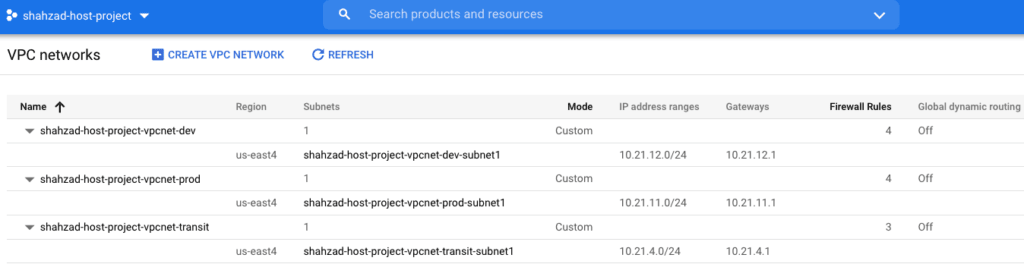 shahzad-host-project Search products and resources
VPC networks CREATE VPC NETWORK REFRESH
Name Region Subnets Mode IP address ranges Gateways Firewall Rules Global dynamic routing
shahzad-host-project-vpcnet-dev 1 Custom 4 Off
us-east4 shahzad-host-project-vpcnet-dev-subnet1 10.21.12.0/24 10.21.12.1
shahzad-host-project-vpcnet-prod 1 Custom 4 Off
us-east4 shahzad-host-project-vpcnet-prod-subnet1 10.21.11.0/24 10.21.11.1
shahzad-host-project-vpcnet-transit 1 Custom 3 Off
us-east4 shahzad-host-project-vpcnet-transit-subnet1 10.21.4.0/24 10.21.4.1